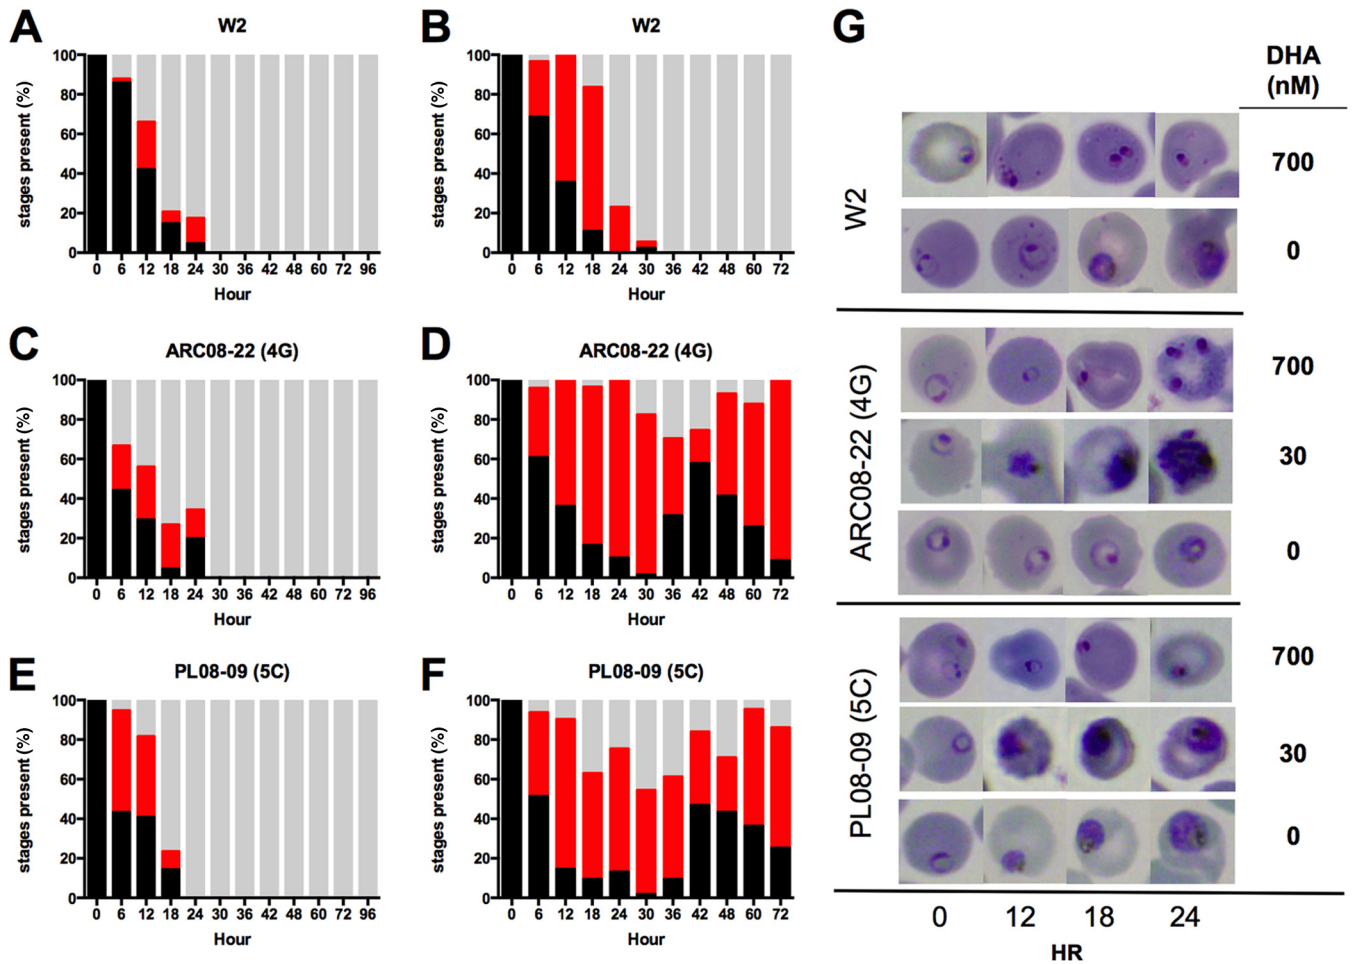 A
W2
stages present (%)
100
80
60
40
20
0
0 6 12 18 24 30 36 42 48 60 72 96
Hour
B
W2
stages present (%)
100
80
60
40
20
0
0 6 12 18 24 30 36 42 48 60 72
Hour
C
ARC08-22 (4G)
stages present (%)
100
80
60
40
20
0
0 6 12 18 24 30 36 42 48 60 72 96
Hour
D
ARC08-22 (4G)
stages present (%)
100
80
60
40
20
0
0 6 12 18 24 30 36 42 48 60 72
Hour
E
PL08-09 (5C)
stages present (%)
100
80
60
40
20
0
0 6 12 18 24 30 36 42 48 60 72 96
Hour
F
PL08-09 (5C)
stages present (%)
100
80
60
40
20
0
0 6 12 18 24 30 36 42 48 60 72
Hour
G
DHA
(nM)
W2
700
0
ARC08-22 (4G)
700
30
0
PL08-09 (5C)
700
30
0
0 12 18 24
HR